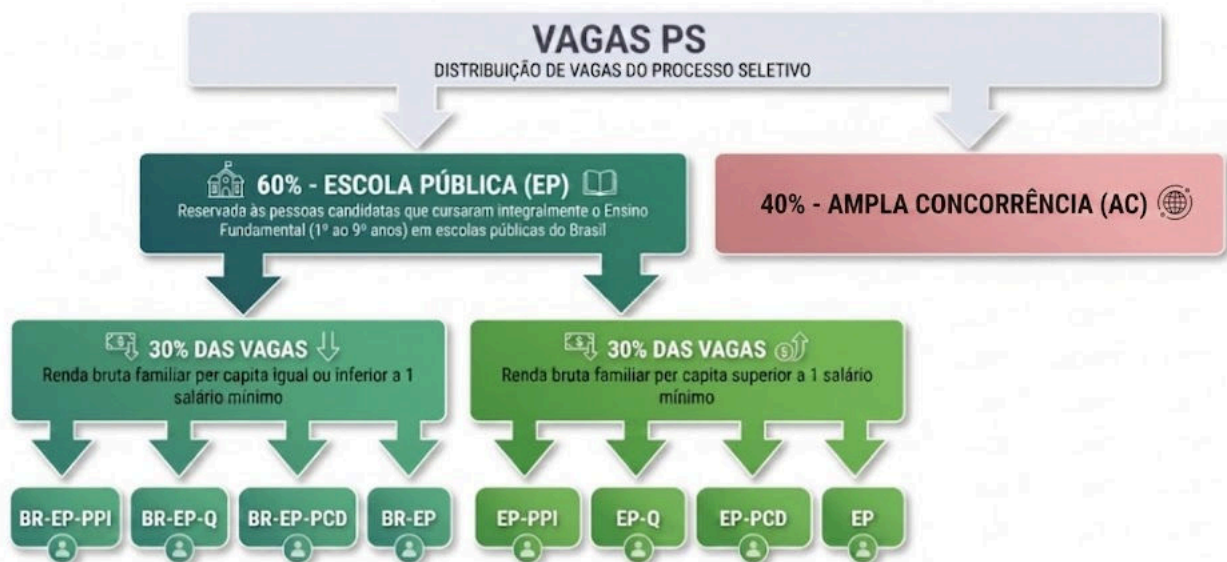 VAGAS PS
DISTRIBUIÇÃO DE VAGAS DO PROCESSO SELETIVO
60% - ESCOLA PÚBLICA (EP)
Reservada às pessoas candidatas que cursaram integralmente o Ensino
Fundamental (1º ao 9º anos) em escolas públicas do Brasil
40% - AMPLA CONCORRÊNCIA (AC)
30% DAS VAGAS
Renda bruta familiar per capita igual ou inferior a 1
salário mínimo
30% DAS VAGAS
Renda bruta familiar per capita superior a 1 salário
mínimo
BR-EP-PPI
BR-EP-Q
BR-EP-PCD
BR-EP
EP-PPI
EP-Q
EP-PCD
EP